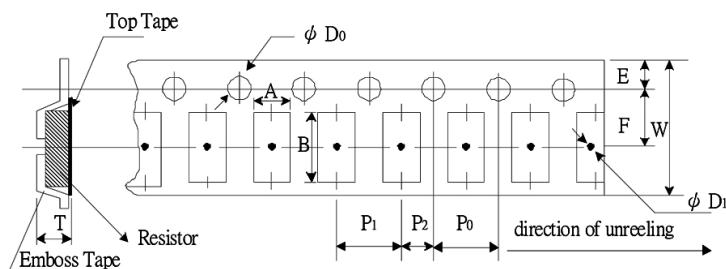 Top Tape
ϕ D0
E
A
F
W
B
ϕ D1
T
P1
P2
P0
direction of unreeling
Resistor
Emboss Tape